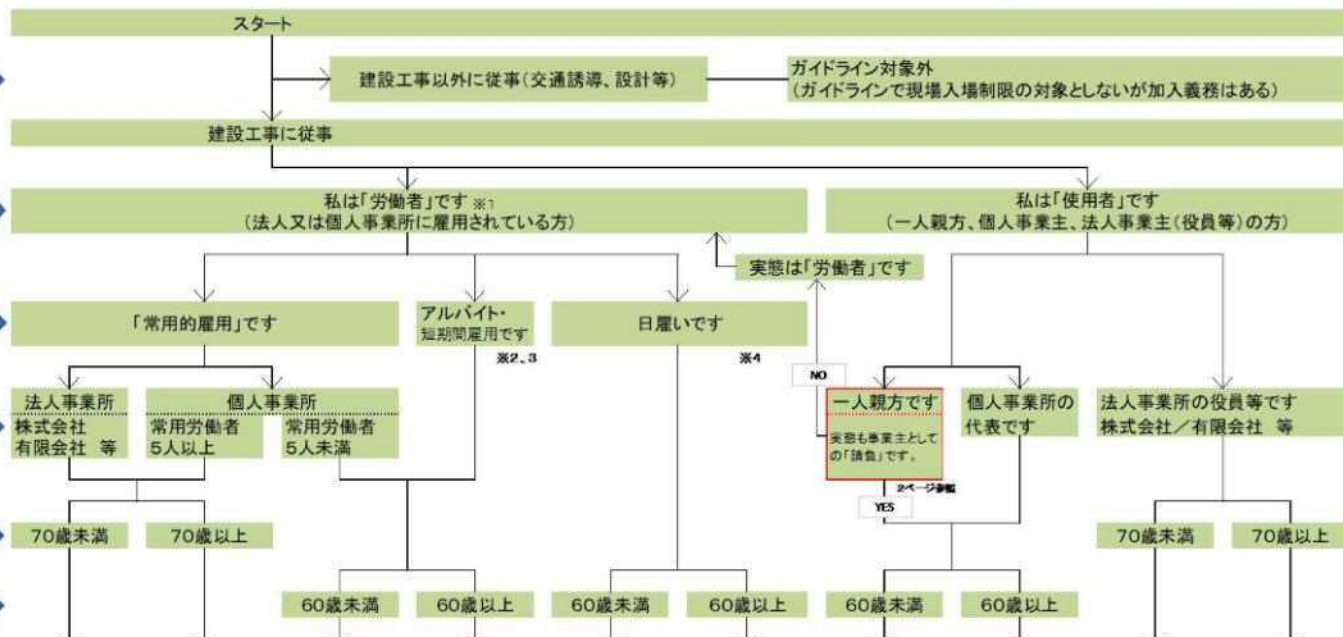 スタート
建設工事以外に従事(交通誘導、設計等)
ガイドライン対象外
(ガイドラインで現場入場制限の対象としないが加入義務はある)
建設工事に従事
私は「労働者」です ※1
(法人又は個人事業所に雇用されている方)
私は「使用者」です
(一人親方、個人事業主、法人事業主(役員等)の方)
実態は「労働者」です
「常用的雇用」です
アルバイト・
短期間雇用です
※2、3
日雇いです
※4
NO
法人事業所
株式会社
有限会社 等
個人事業所
常用労働者
5人以上
常用労働者
5人未満
一人親方です
実態も事業主として
の「請負」です。
2ページ参照
YES
個人事業所の
代表です
法人事業所の役員等です
株式会社/有限会社 等
70歳未満
70歳以上
70歳未満
70歳以上
60歳未満
60歳以上
60歳未満
60歳以上
60歳未満
60歳以上